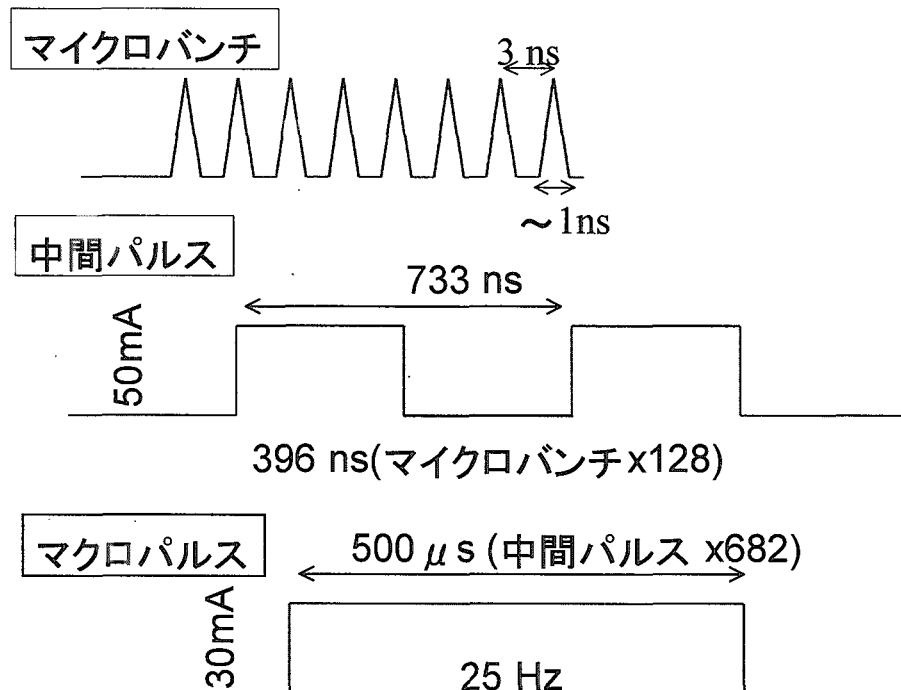 マイクロバンチ
3 ns
～1ns
中間パルス
733 ns
50mA
396 ns(マイクロバンチx128)
マクロパルス
500 μs (中間パルス x682)
30mA
25 Hz